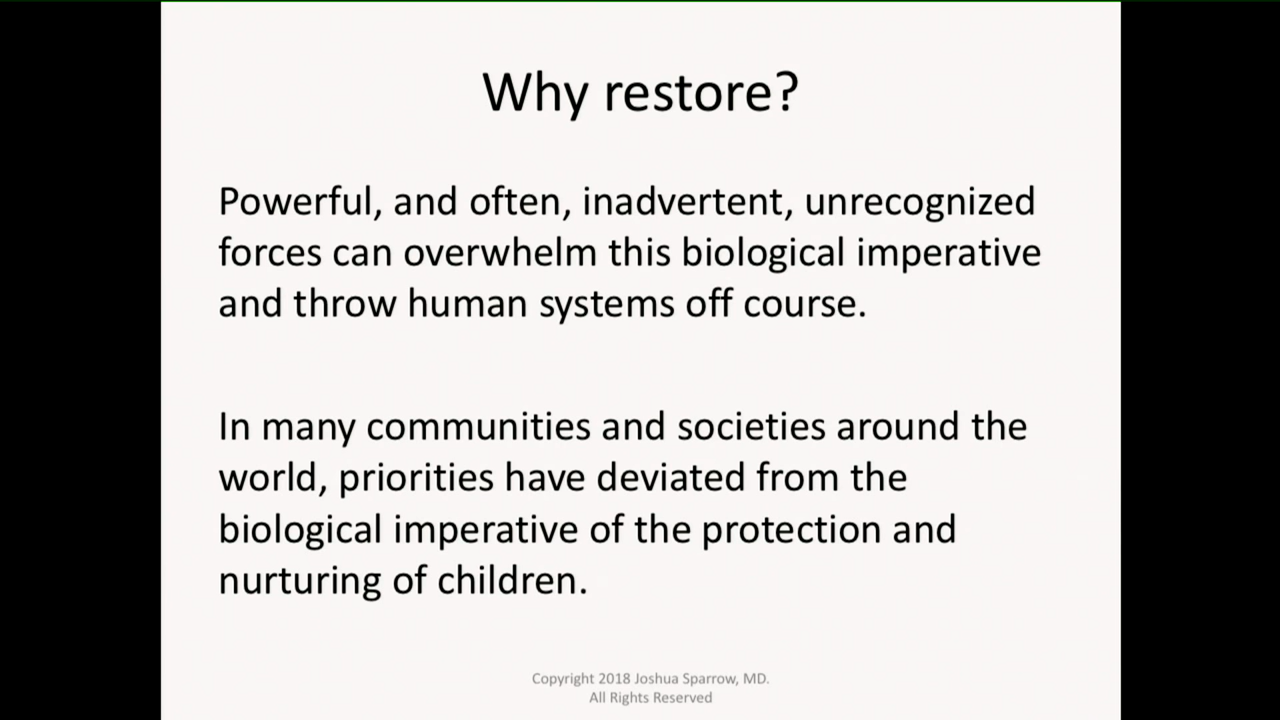 Why restore?
Powerful, and often, inadvertent, unrecognized
forces can overwhelm this biological imperative
and throw human systems off course.
In many communities and societies around the
world, priorities have deviated from the
biological imperative of the protection and
nurturing of children.
Copyright 2018 Joshua Sparrow, MD.
All Rights Reserved